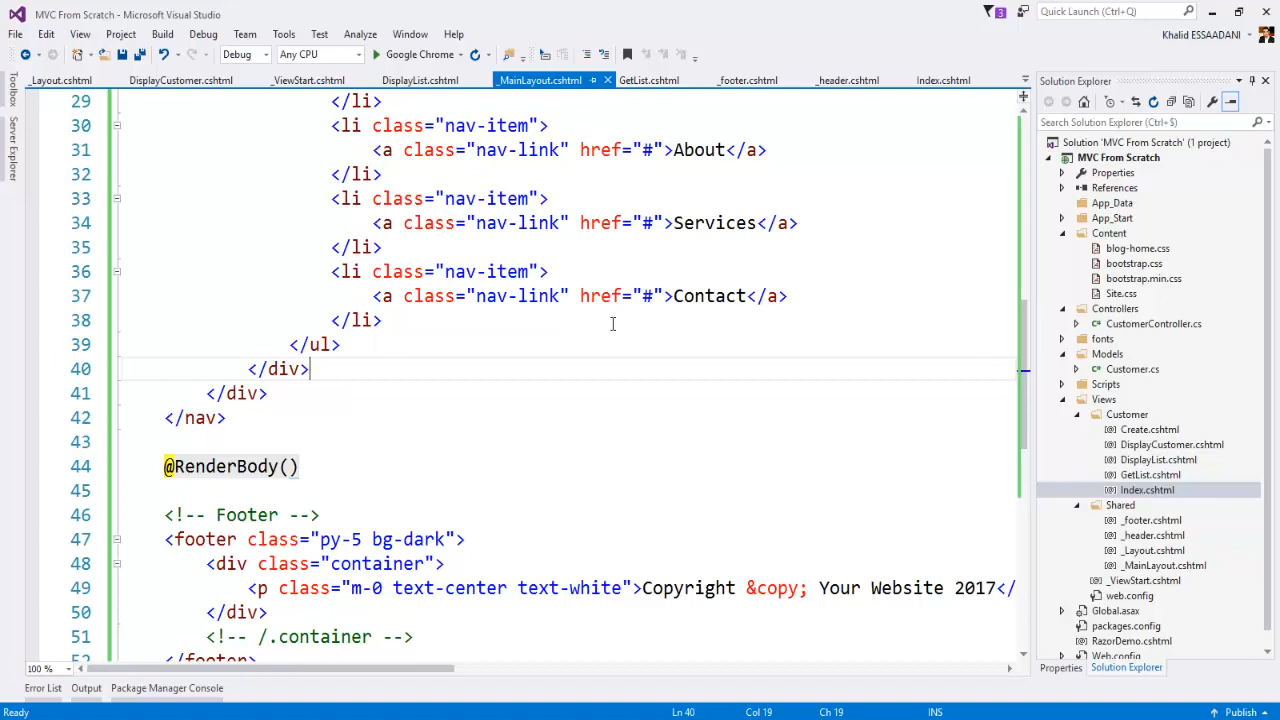 MVC From Scratch - Microsoft Visual Studio
3
Quick Launch (Ctrl+Q)
File Edit View Project Build Debug Team Tools Test Analyze Window Help
Khalid ESSAADANI
Debug Any CPU Google Chrome
Toolbox
Server Explorer
_Layout.cshtml DisplayCustomer.cshtml _ViewStart.cshtml DisplayList.cshtml _MainLayout.cshtml GetList.cshtml _footer.cshtml _header.cshtml Index.cshtml
29 </li>
30 <li class="nav-item">
31 <a class="nav-link" href="#">About</a>
32 </li>
33 <li class="nav-item">
34 <a class="nav-link" href="#">Services</a>
35 </li>
36 <li class="nav-item">
37 <a class="nav-link" href="#">Contact</a>
38 </li>
39 </ul>
40 </div>
41 </div>
42 </nav>
43
44 @RenderBody()
45
46 <!-- Footer -->
47 <footer class="py-5 bg-dark">
48 <div class="container">
49 <p class="m-0 text-center text-white">Copyright &copy; Your Website 2017</
50 </div>
51 <!-- /.container -->
52 </footer>
100 %
Solution Explorer
Search Solution Explorer (Ctrl+$)
Solution 'MVC From Scratch' (1 project)
MVC From Scratch
Properties
References
App_Data
App_Start
Content
blog-home.css
bootstrap.css
bootstrap.min.css
Site.css
Controllers
CustomerController.cs
fonts
Models
Customer.cs
Scripts
Views
Customer
Create.cshtml
DisplayCustomer.cshtml
DisplayList.cshtml
GetList.cshtml
Index.cshtml
Shared
_footer.cshtml
_header.cshtml
_Layout.cshtml
_MainLayout.cshtml
_ViewStart.cshtml
web.config
Global.asax
packages.config
RazorDemo.cshtml
Web.config
Properties Solution Explorer
Error List Output Package Manager Console
Ready Ln 40 Col 19 Ch 19 INS Publish